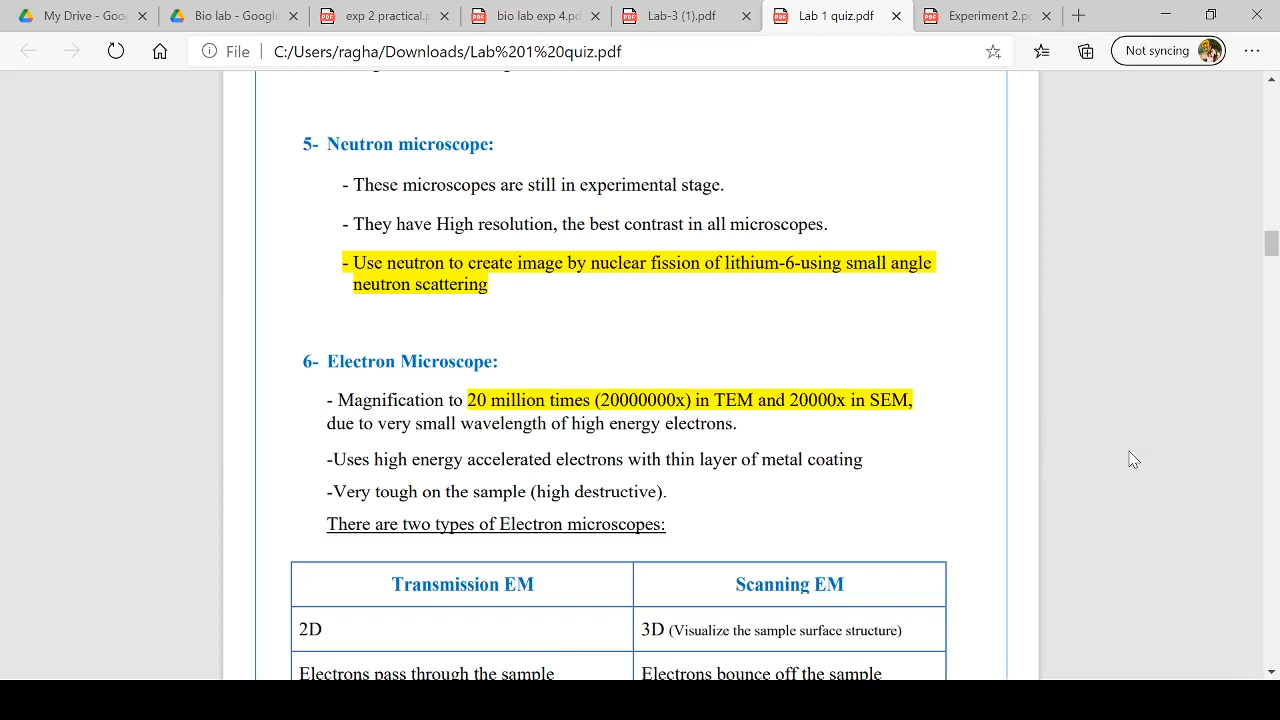 My Drive - Goog
Bio lab - Google
exp 2 practical.p
bio lab exp 4.pd
Lab-3 (1).pdf
Lab 1 quiz.pdf
Experiment 2.pd
File
C:/Users/ragha/Downloads/Lab%201%20quiz.pdf
Not syncing
5- Neutron microscope:
- These microscopes are still in experimental stage.
- They have High resolution, the best contrast in all microscopes.
- Use neutron to create image by nuclear fission of lithium-6-using small angle
neutron scattering
6- Electron Microscope:
- Magnification to 20 million times (20000000x) in TEM and 20000x in SEM,
due to very small wavelength of high energy electrons.
-Uses high energy accelerated electrons with thin layer of metal coating
-Very tough on the sample (high destructive).
There are two types of Electron microscopes:
Transmission EM
Scanning EM
2D
3D (Visualize the sample surface structure)
Electrons pass through the sample
Electrons bounce off the sample